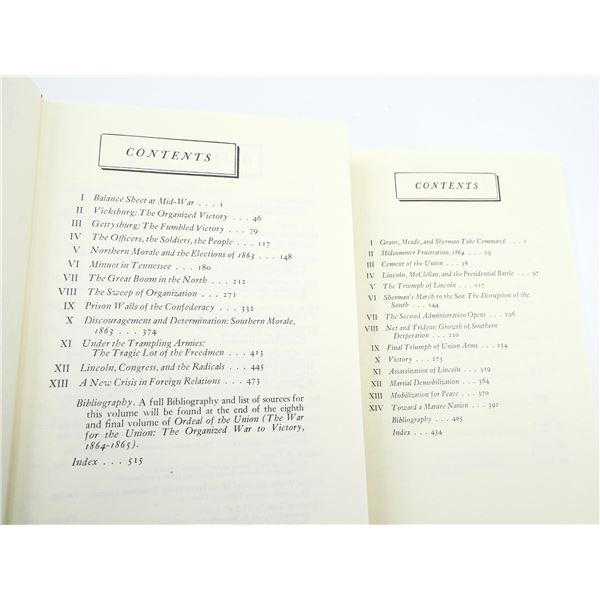 CONTENTS
I Balance Sheet at Mid-War . . . 1
II Vicksburg: The Organized Victory . . . 46
III Gettysburg: The Fumbled Victory . . . 79
IV The Officers, the Soldiers, the People . . . 117
V Northern Morale and the Elections of 1863 . . . 148
VI Minuet in Tennessee . . . 180
VII The Great Boom in the North . . . 212
VIII The Sweep of Organization . . . 271
IX Prison Walls of the Confederacy . . . 332
X Discouragement and Determination: Southern Morale,
1863 . . . 374
XI Under the Trampling Armies:
The Tragic Lot of the Freedmen . . . 413
XII Lincoln, Congress, and the Radicals . . . 445
XIII A New Crisis in Foreign Relations . . . 473
Bibliography. A full Bibliography and list of sources for
this volume will be found at the end of the eighth
and final volume of Ordeal of the Union (The War
for the Union: The Organized War to Victory,
1864-1865).
Index . . . 515
CONTENTS
I Grant, Meade, and Sherman Take Command . . . 1
II Midsummer Frustration, 1864 . . . 29
III Cement of the Union . . . 58
IV Lincoln, McClellan, and the Presidential Battle . . . 97
V The Triumph of Lincoln . . . 117
VI Sherman's March to the Sea: The Disruption of the
South . . . 144
VII The Second Administration Opens . . . 196
VIII Net and Trident: Growth of Southern
Desperation . . . 220
IX Final Triumph of Union Arms . . . 254
X Victory . . . 273
XI Assassination of Lincoln . . . 319
XII Martial Demobilization . . . 364
XIII Mobilization for Peace . . . 370
XIV Toward a Mature Nation . . . 392
Bibliography . . . 405
Index . . . 434